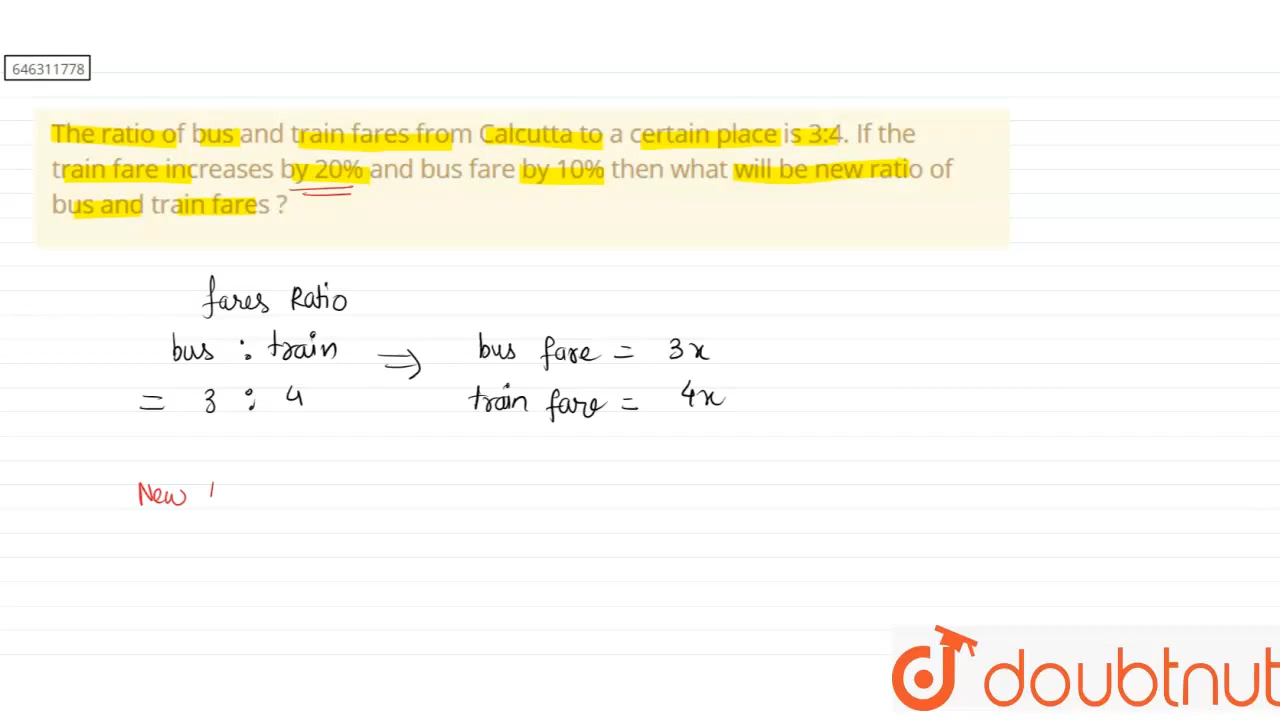 646311778
The ratio of bus and train fares from Calcutta to a certain place is 3:4. If the
train fare increases by 20% and bus fare by 10% then what will be new ratio of
bus and train fares ?
fares Ratio
bus : train ⇒ bus fare = 3x
= 3 : 4 train fare = 4x
New
doubtnut